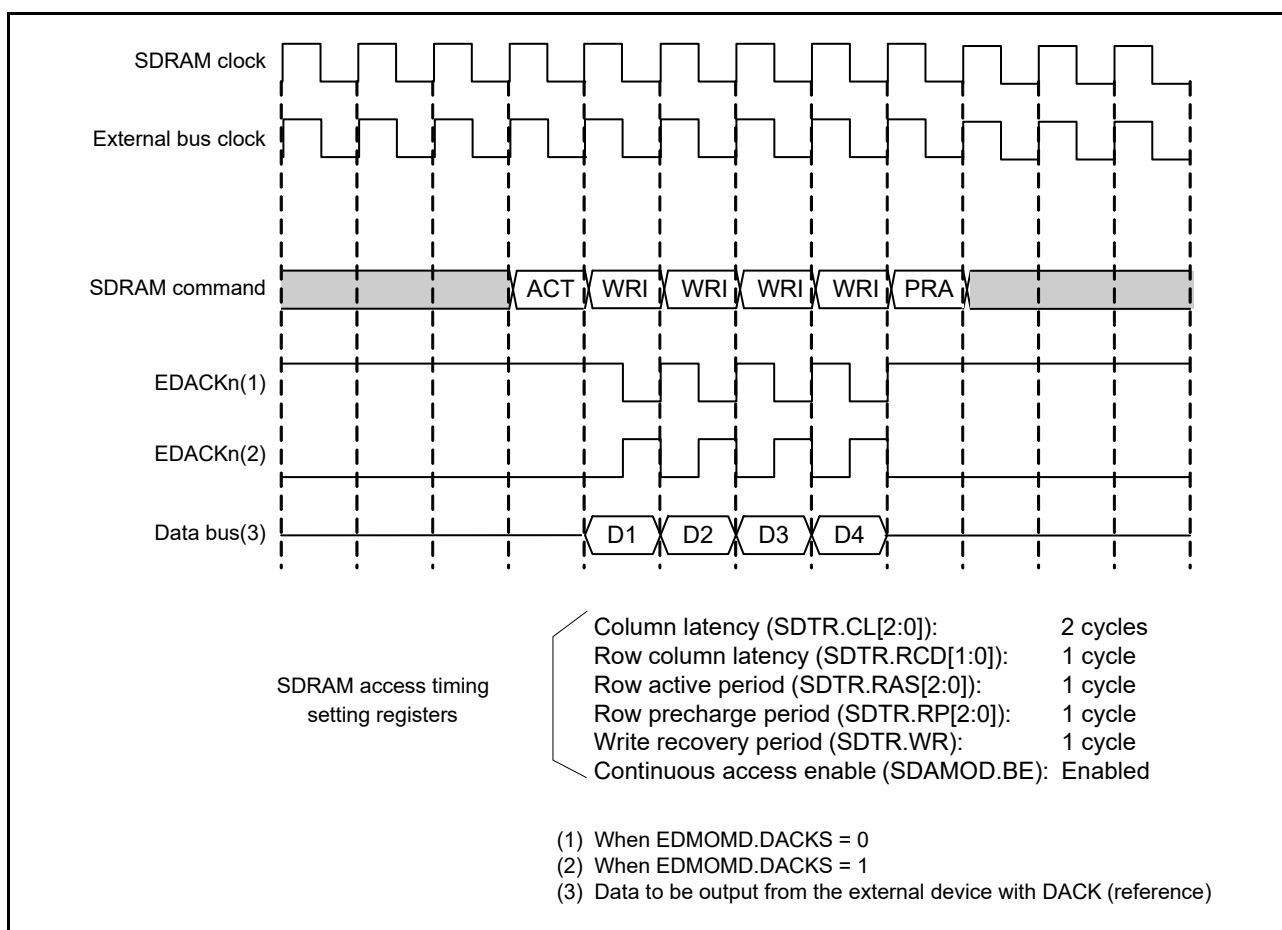 SDRAM clock
External bus clock
SDRAM command
ACT WRI WRI WRI WRI PRA
EDACKn(1)
EDACKn(2)
Data bus(3)
D1 D2 D3 D4
SDRAM access timing
setting registers
Column latency (SDTR.CL[2:0]): 2 cycles
Row column latency (SDTR.RCD[1:0]): 1 cycle
Row active period (SDTR.RAS[2:0]): 1 cycle
Row precharge period (SDTR.RP[2:0]): 1 cycle
Write recovery period (SDTR.WR): 1 cycle
Continuous access enable (SDAMOD.BE): Enabled
(1) When EDMOMD.DACKS = 0
(2) When EDMOMD.DACKS = 1
(3) Data to be output from the external device with DACK (reference)